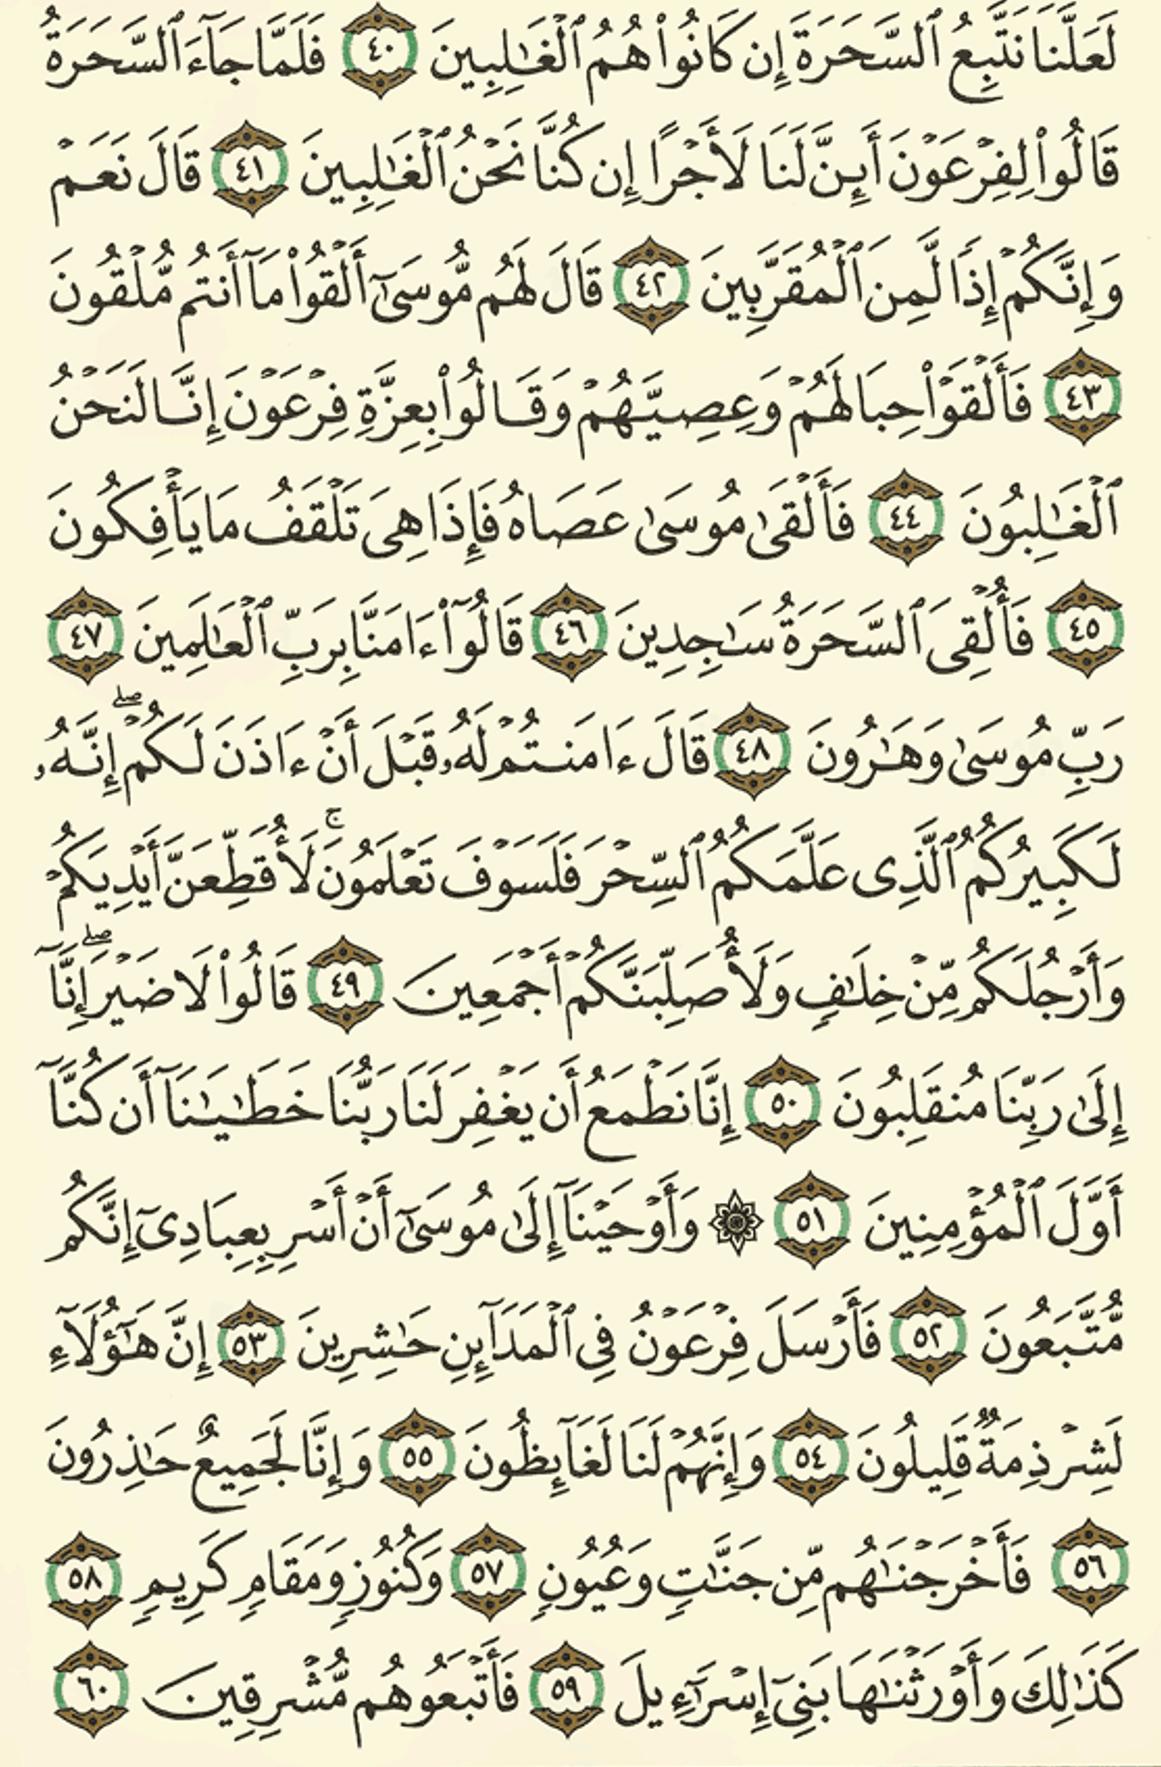 لَعَلَّنَا نَتَّبِعُ ٱلسَّحَرَةَ إِن كَانُوا۟ هُمُ ٱلْغَـٰلِبِينَ ٤٠ فَلَمَّا جَآءَ ٱلسَّحَرَةُ
قَالُوا۟ لِفِرْعَوْنَ أَئِنَّ لَنَا لَأَجْرًا إِن كُنَّا نَحْنُ ٱلْغَـٰلِبِينَ ٤١ قَالَ نَعَمْ
وَإِنَّكُمْ إِذًا لَّمِنَ ٱلْمُقَرَّبِينَ ٤٢ قَالَ لَهُم مُّوسَىٰٓ أَلْقُوا۟ مَآ أَنتُم مُّلْقُونَ
٤٣ فَأَلْقَوْا۟ حِبَالَهُمْ وَعِصِيَّهُمْ وَقَالُوا۟ بِعِزَّةِ فِرْعَوْنَ إِنَّا لَنَحْنُ
ٱلْغَـٰلِبُونَ ٤٤ فَأَلْقَىٰ مُوسَىٰ عَصَاهُ فَإِذَا هِىَ تَلْقَفُ مَا يَأْفِكُونَ
٤٥ فَأُلْقِىَ ٱلسَّحَرَةُ سَـٰجِدِينَ ٤٦ قَالُوٓا۟ ءَامَنَّا بِرَبِّ ٱلْعَـٰلَمِينَ ٤٧
رَبِّ مُوسَىٰ وَهَـٰرُونَ ٤٨ قَالَ ءَامَنتُمْ لَهُۥ قَبْلَ أَنْ ءَاذَنَ لَكُمْ ۖ إِنَّهُۥ
لَكَبِيرُكُمُ ٱلَّذِى عَلَّمَكُمُ ٱلسِّحْرَ فَلَسَوْفَ تَعْلَمُونَ ۚ لَأُقَطِّعَنَّ أَيْدِيَكُمْ
وَأَرْجُلَكُم مِّنْ خِلَـٰفٍ وَلَأُصَلِّبَنَّكُمْ أَجْمَعِينَ ٤٩ قَالُوا۟ لَا ضَيْرَ ۖ إِنَّآ
إِلَىٰ رَبِّنَا مُنقَلِبُونَ ٥٠ إِنَّا نَطْمَعُ أَن يَغْفِرَ لَنَا رَبُّنَا خَطَـٰيَـٰنَآ أَن كُنَّآ
أَوَّلَ ٱلْمُؤْمِنِينَ ٥١ ۞ وَأَوْحَيْنَآ إِلَىٰ مُوسَىٰٓ أَنْ أَسْرِ بِعِبَادِىٓ إِنَّكُم
مُّتَّبَعُونَ ٥٢ فَأَرْسَلَ فِرْعَوْنُ فِى ٱلْمَدَآئِنِ حَـٰشِرِينَ ٥٣ إِنَّ هَـٰٓؤُلَآءِ
لَشِرْذِمَةٌ قَلِيلُونَ ٥٤ وَإِنَّهُمْ لَنَا لَغَآئِظُونَ ٥٥ وَإِنَّا لَجَمِيعٌ حَـٰذِرُونَ
٥٦ فَأَخْرَجْنَـٰهُم مِّن جَنَّـٰتٍ وَعُيُونٍ ٥٧ وَكُنُوزٍ وَمَقَامٍ كَرِيمٍ ٥٨
كَذَٰلِكَ وَأَوْرَثْنَـٰهَا بَنِىٓ إِسْرَٰٓءِيلَ ٥٩ فَأَتْبَعُوهُم مُّشْرِقِينَ ٦٠